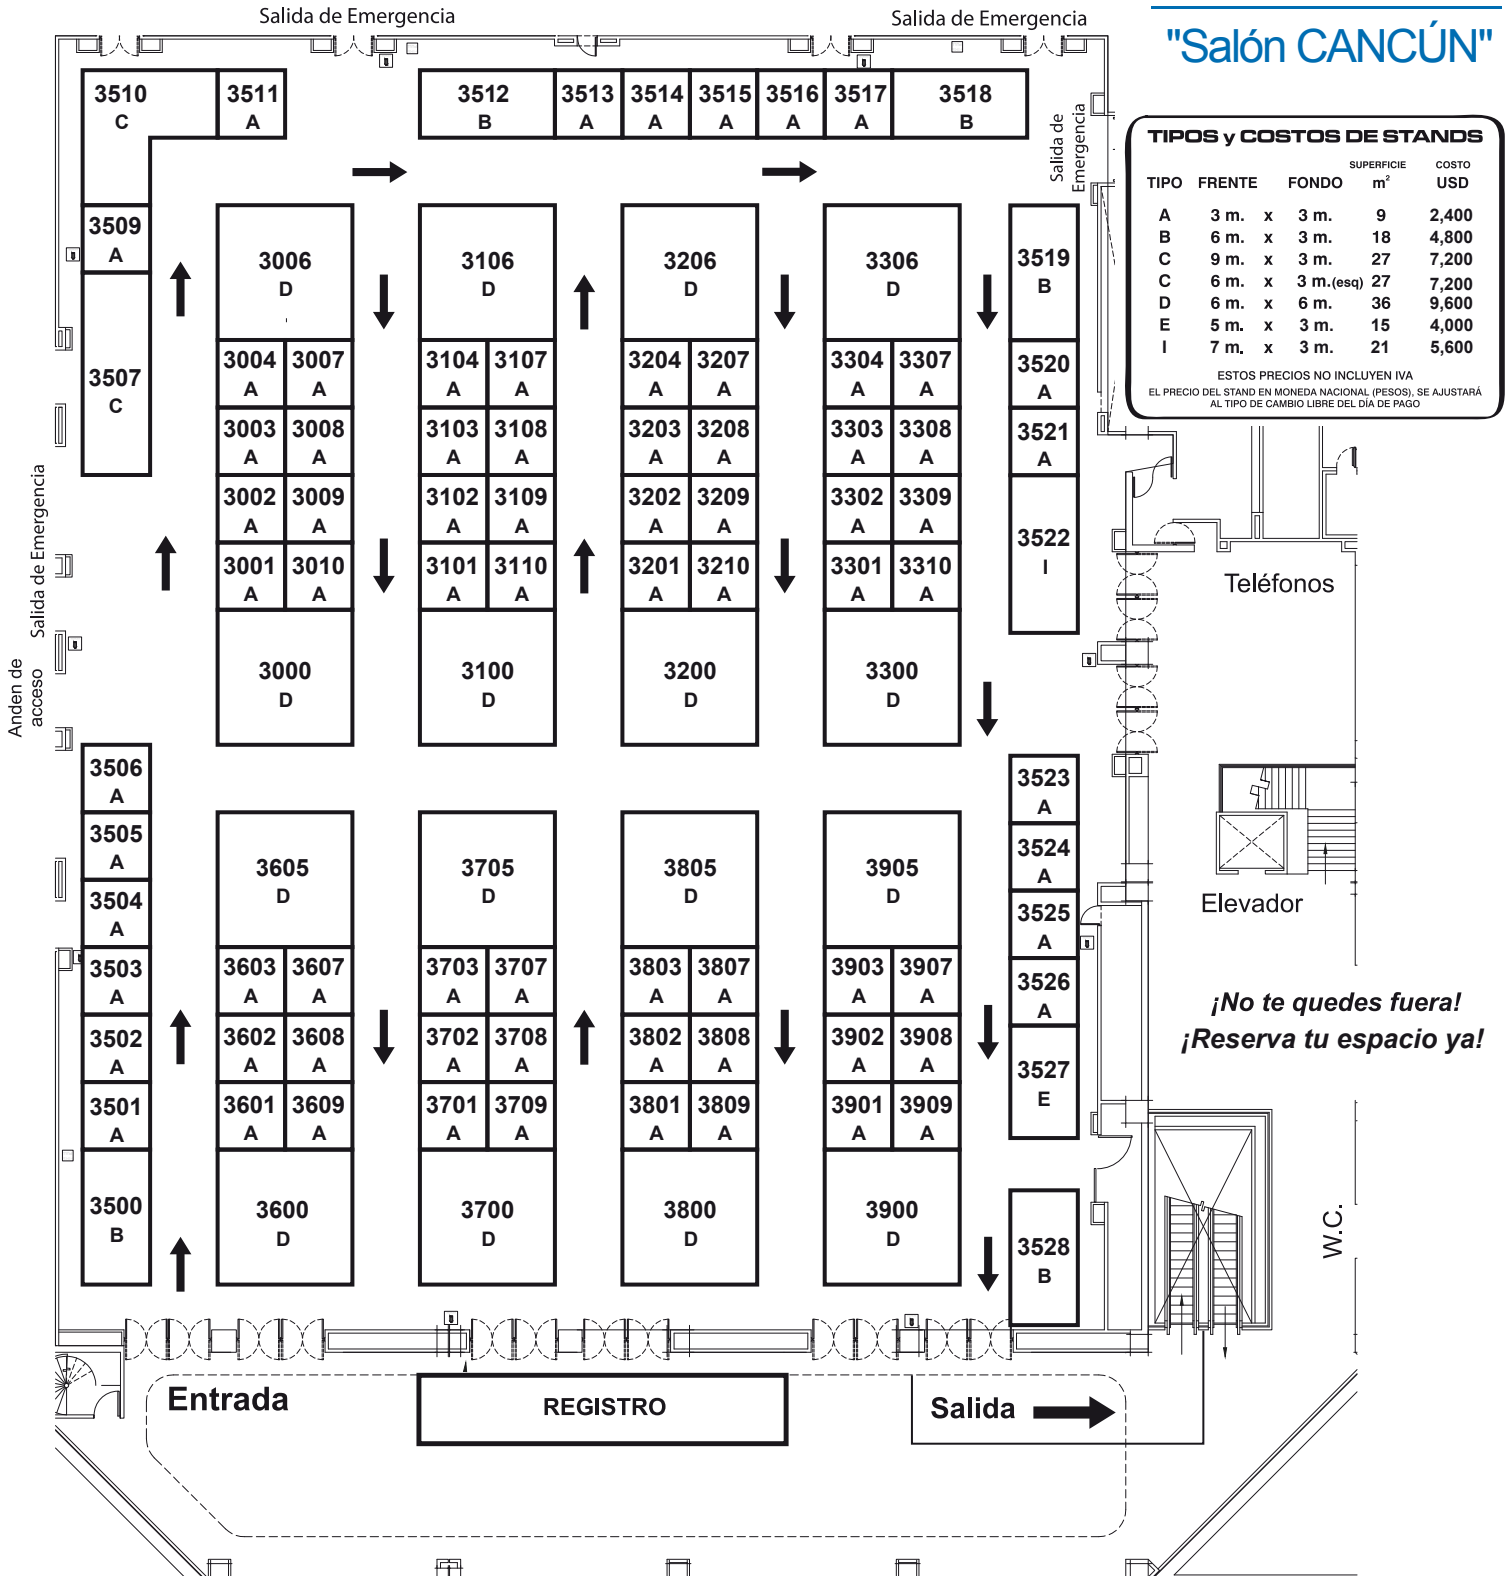 Salida de Emergencia
Salida de Emergencia
"Salón CANCÚN"
TIPOS y COSTOS DE STANDS
TIPO FRENTE FONDO SUPERFICIE m² COSTO USD
A 3 m. x 3 m. 9 2,400
B 6 m. x 3 m. 18 4,800
C 9 m. x 3 m. 27 7,200
C 6 m. x 3 m.(esq) 27 7,200
D 6 m. x 6 m. 36 9,600
E 5 m. x 3 m. 15 4,000
I 7 m. x 3 m. 21 5,600
ESTOS PRECIOS NO INCLUYEN IVA
EL PRECIO DEL STAND EN MONEDA NACIONAL (PESOS), SE AJUSTARÁ
AL TIPO DE CAMBIO LIBRE DEL DÍA DE PAGO
3510 3511 3512 3513 3514 3515 3516 3517 3518
C A B A A A A A B
Salida de
Emergencia
3509
A
3006 3106 3206 3306 3519
D D D D B
3507
C
3004 3007 3104 3107 3204 3207 3304 3307 3520
A A A A A A A A A
3003 3008 3103 3108 3203 3208 3303 3308 3521
A A A A A A A A A
3002 3009 3102 3109 3202 3209 3302 3309
A A A A A A A A
3522
I
3001 3010 3101 3110 3201 3210 3301 3310
A A A A A A A A
Salida de Emergencia
Teléfonos
Anden de
acceso
3000 3100 3200 3300
D D D D
3506 3523
A A
3505 3524
A A
3605 3705 3805 3905
D D D D
3504 3525
A A
Elevador
3503 3603 3607 3703 3707 3803 3807 3903 3907 3526
A A A A A A A A A A
¡No te quedes fuera!
¡Reserva tu espacio ya!
3502 3602 3608 3702 3708 3802 3808 3902 3908
A A A A A A A A A
3527
E
3501 3601 3609 3701 3709 3801 3809 3901 3909
A A A A A A A A A
3500 3600 3700 3800 3900
B D D D D
3528
B
W.C.
Entrada
REGISTRO
Salida